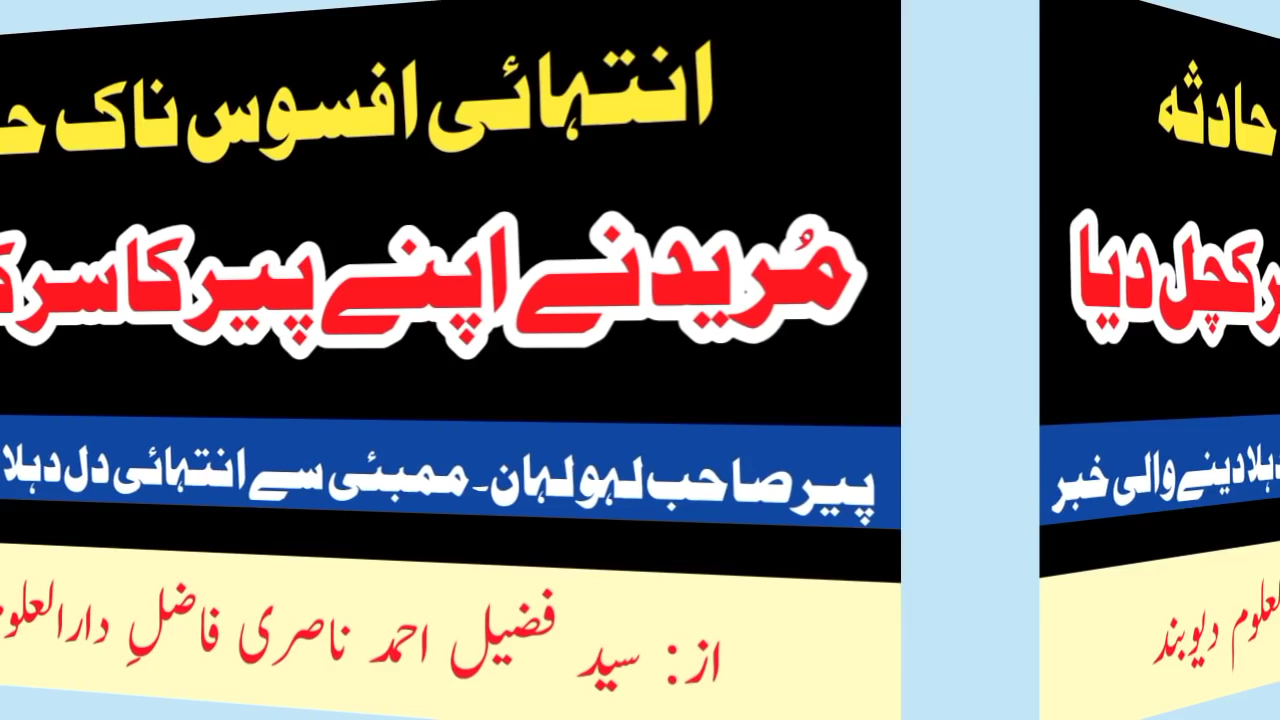 انتہائی افسوس ناک حادثہ
مُرید نے اپنے پیر کا سر کچل دیا
پیر صاحب لہولہان۔ ممبئی سے انتہائی دل دہلا دینے والی خبر
از: سید فضیل احمد ناصری فاضلِ دارالعلوم دیوبند